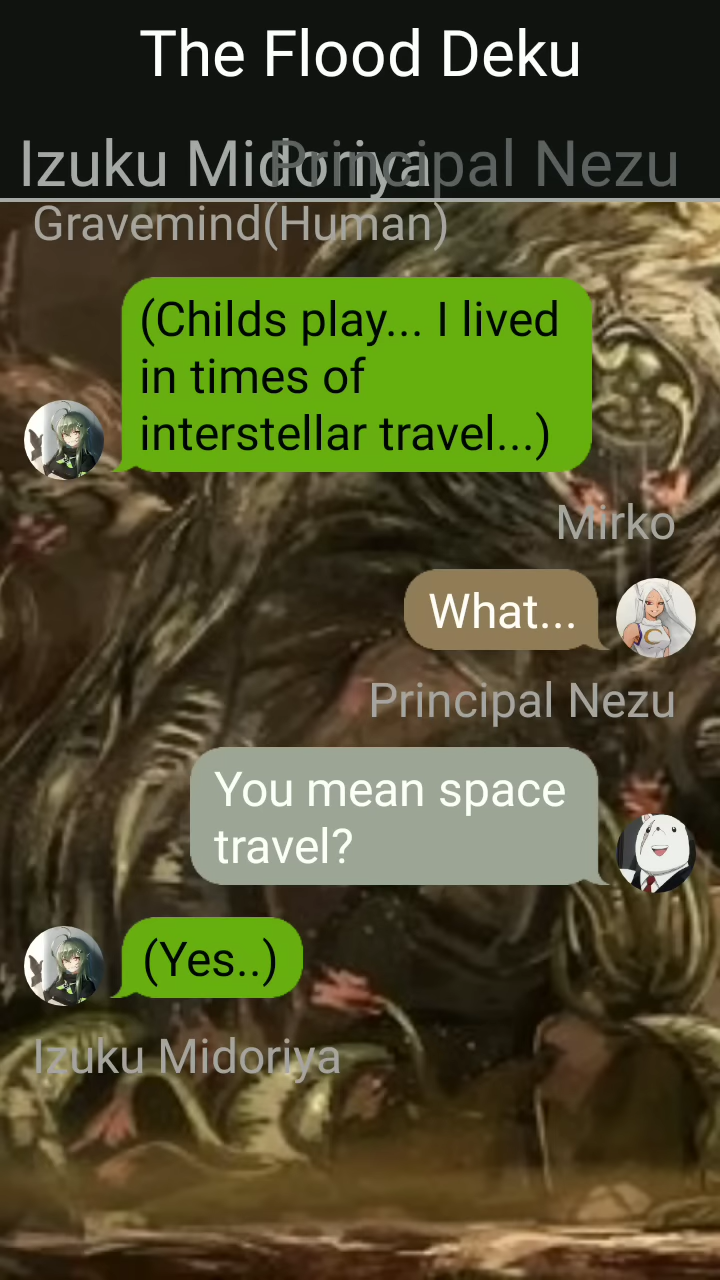 The Flood Deku
Izuku Midoriya Principal Nezu
Gravemind(Human)
(Childs play... I lived
in times of
interstellar travel...)
Mirko
What...
Principal Nezu
You mean space
travel?
(Yes..)
Izuku Midoriya